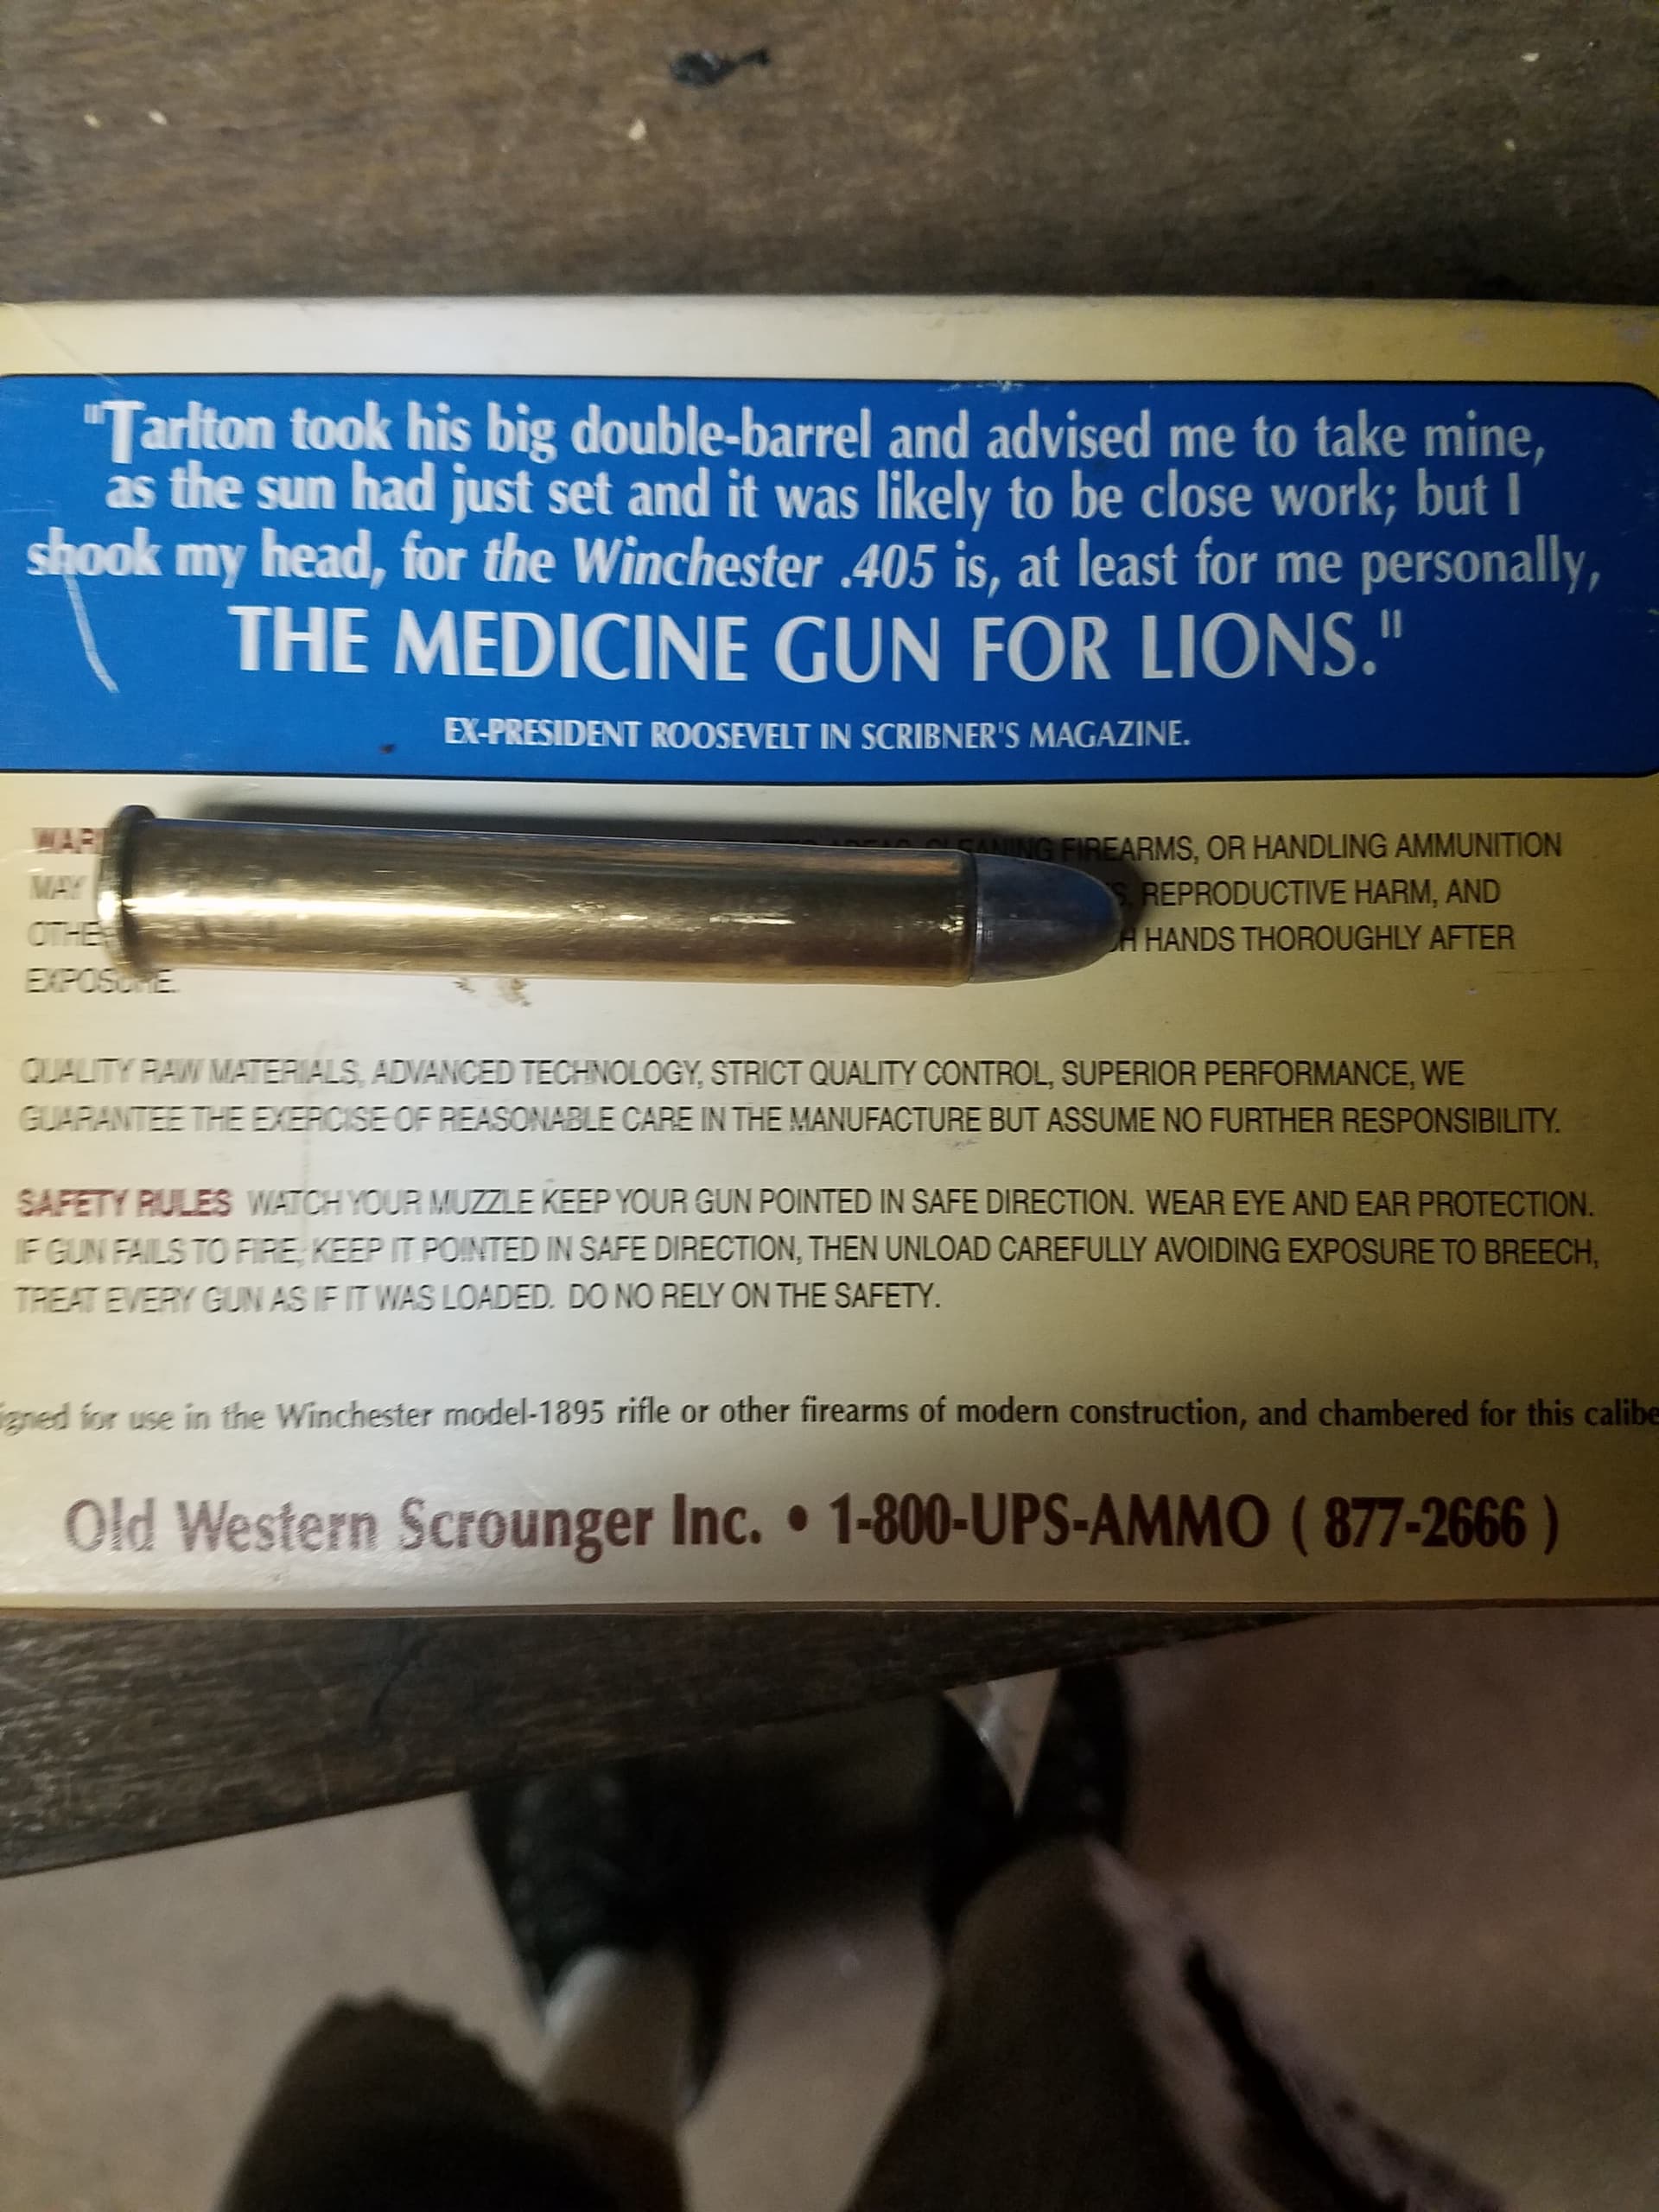 "Tarlton took his big double-barrel and advised me to take mine,
as the sun had just set and it was likely to be close work; but I
shook my head, for the Winchester .405 is, at least for me personally,
THE MEDICINE GUN FOR LIONS."
EX-PRESIDENT ROOSEVELT IN SCRIBNER'S MAGAZINE.
CLEANING FIREARMS, OR HANDLING AMMUNITION
MAY REPRODUCTIVE HARM, AND
HANDS THOROUGHLY AFTER
EXPOSURE.
QUALITY RAW MATERIALS, ADVANCED TECHNOLOGY, STRICT QUALITY CONTROL, SUPERIOR PERFORMANCE, WE
GUARANTEE THE EXERCISE OF REASONABLE CARE IN THE MANUFACTURE BUT ASSUME NO FURTHER RESPONSIBILITY.
SAFETY RULES WATCH YOUR MUZZLE KEEP YOUR GUN POINTED IN SAFE DIRECTION. WEAR EYE AND EAR PROTECTION.
IF GUN FAILS TO FIRE, KEEP IT POINTED IN SAFE DIRECTION, THEN UNLOAD CAREFULLY AVOIDING EXPOSURE TO BREECH,
TREAT EVERY GUN AS IF IT WAS LOADED. DO NO RELY ON THE SAFETY.
igned for use in the Winchester model-1895 rifle or other firearms of modern construction, and chambered for this calibe
Old Western Scrounger Inc. • 1-800-UPS-AMMO ( 877-2666 )